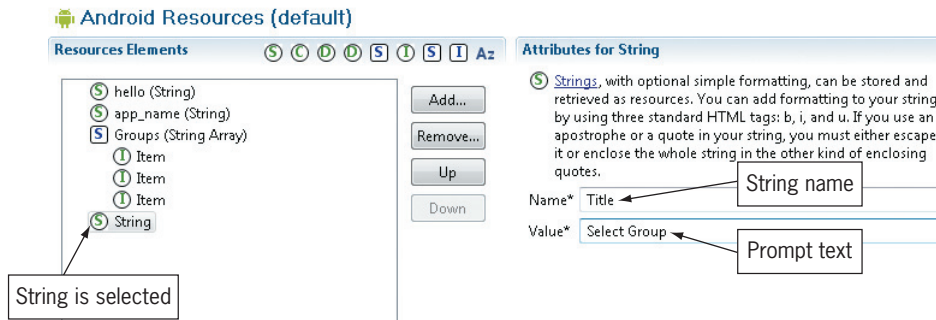 Android Resources (default)
Resources Elements
S C D D S I S I Az
S hello (String)
S app_name (String)
S Groups (String Array)
I Item
I Item
I Item
S String
String is selected
Add...
Remove...
Up
Down
Attributes for String
S Strings, with optional simple formatting, can be stored and
retrieved as resources. You can add formatting to your string
by using three standard HTML tags: b, i, and u. If you use an
apostrophe or a quote in your string, you must either escape
it or enclose the whole string in the other kind of enclosing
quotes.
String name
Name* Title
Value* Select Group
Prompt text